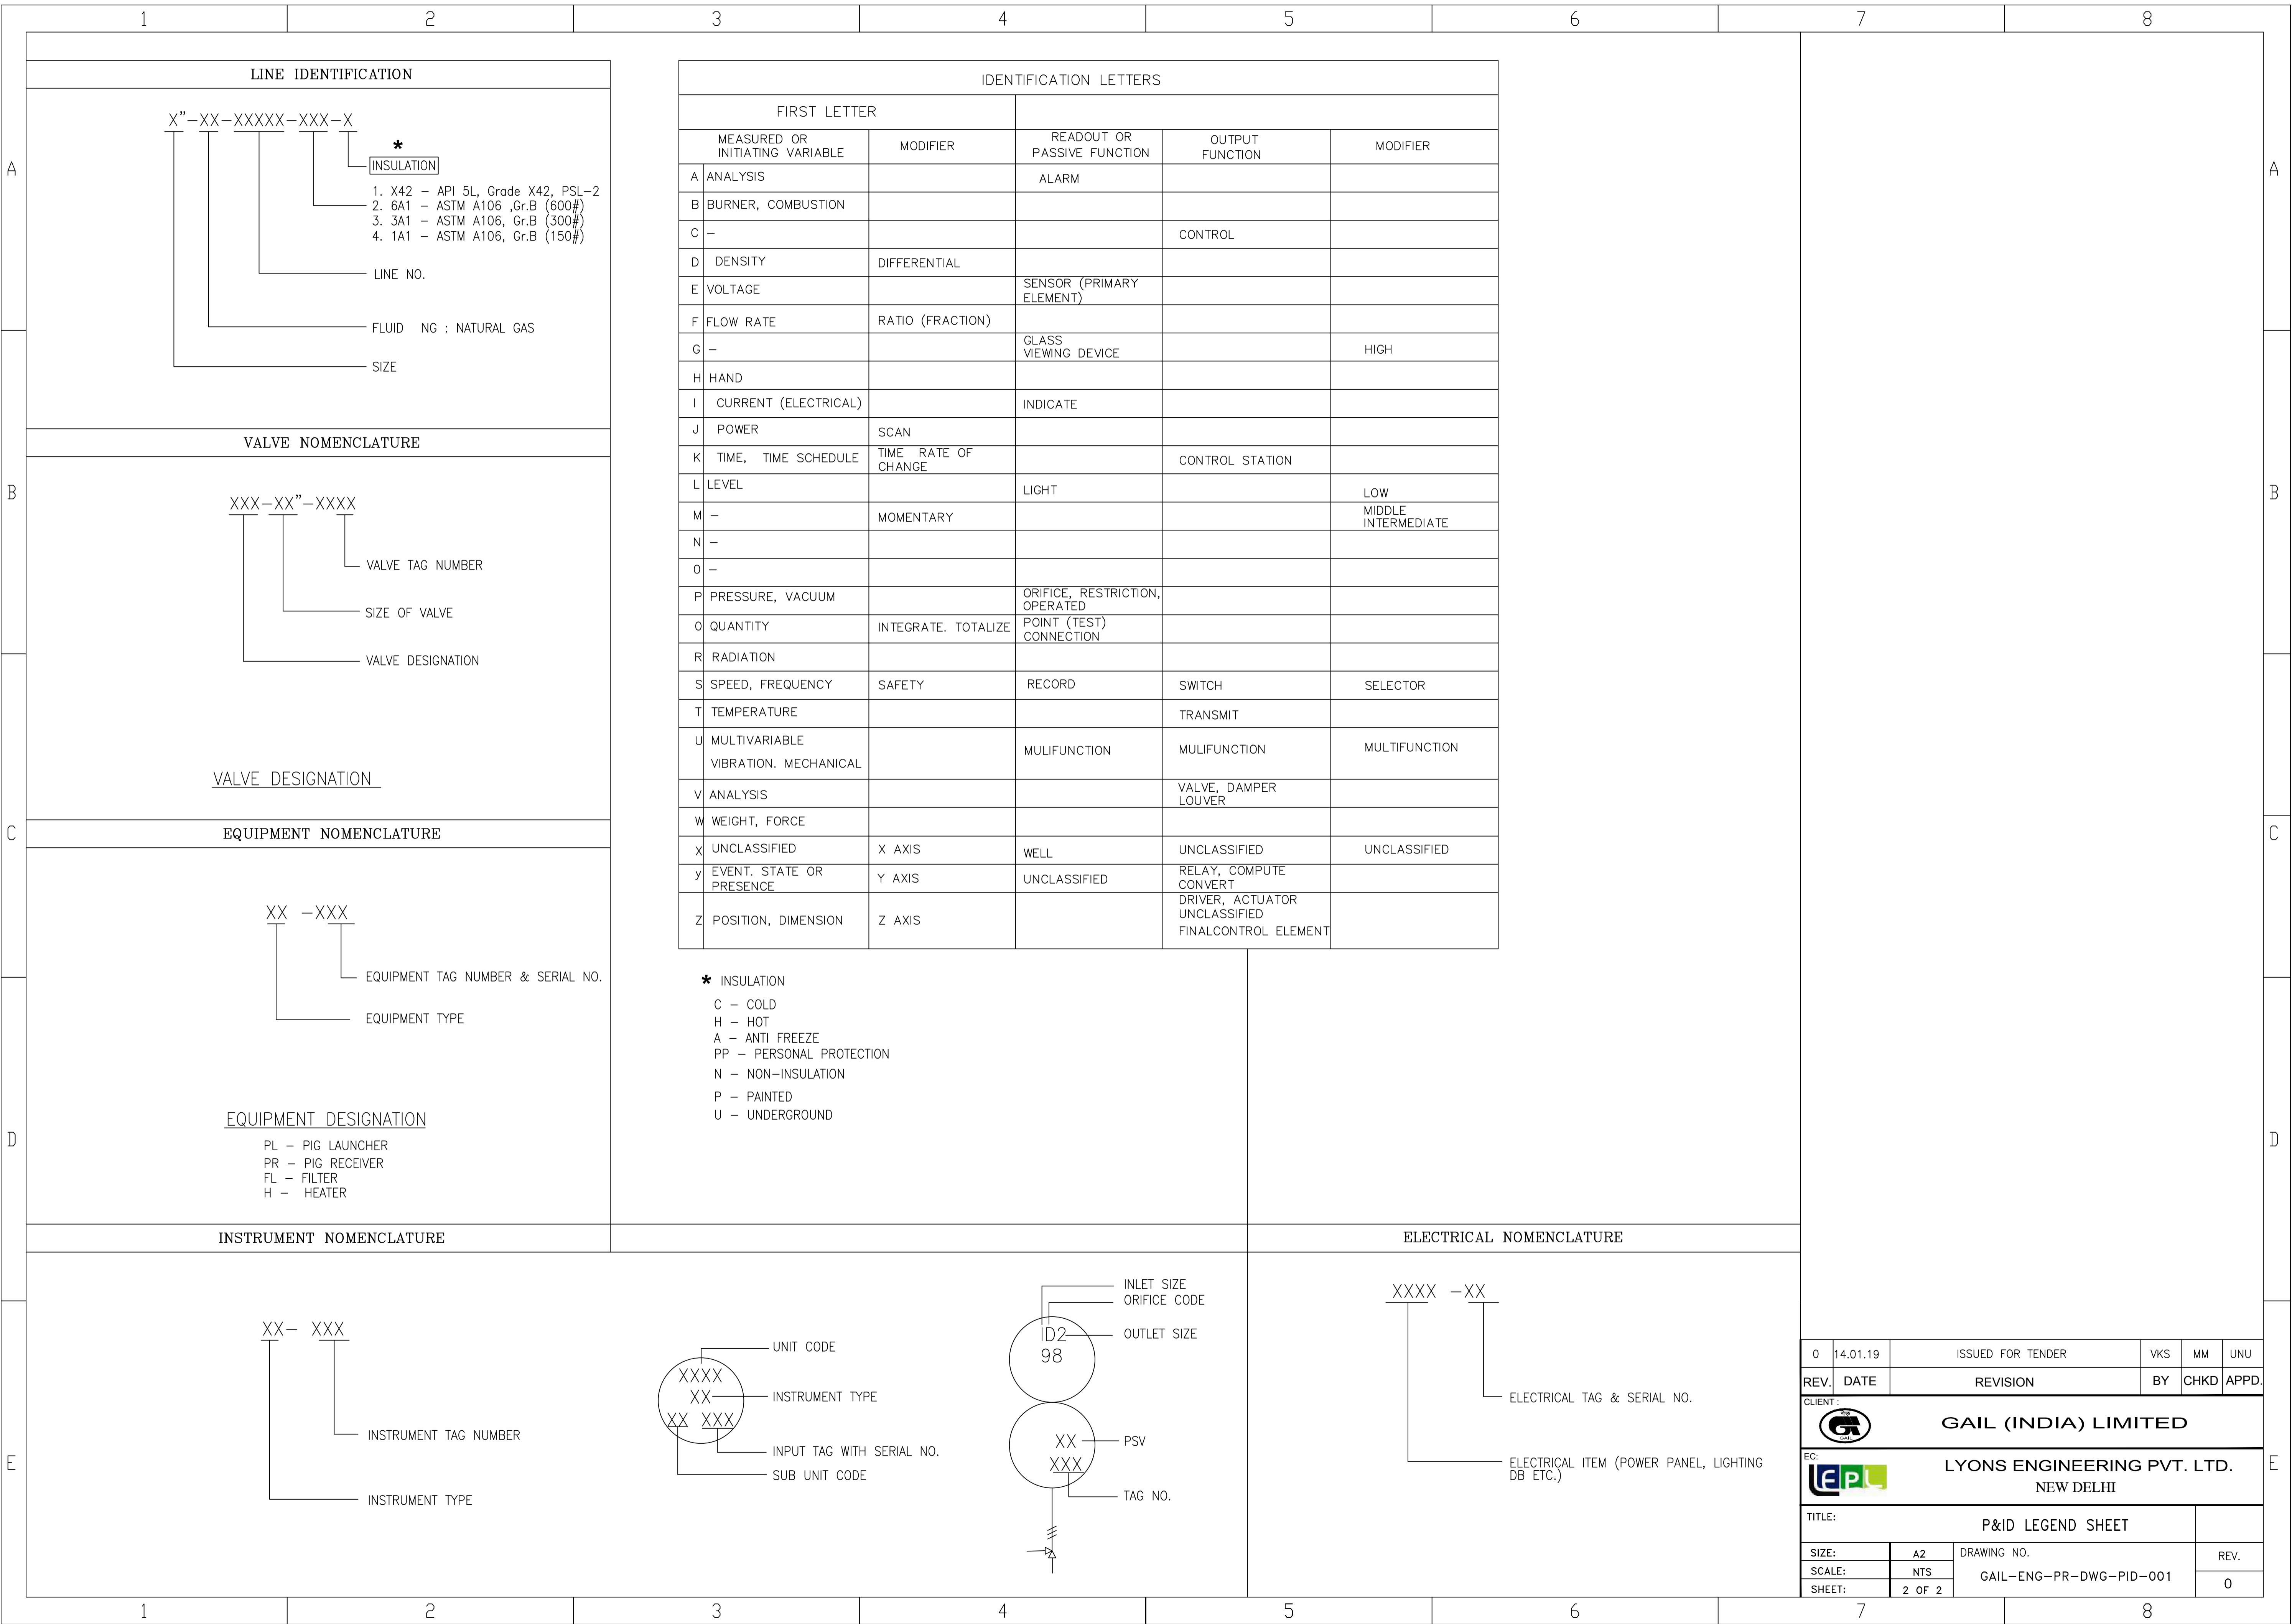 1 2 3 4 5 6 7 8
A
B
C
D
E
LINE IDENTIFICATION
X”-XX-XXXXX-XXX-X
*
INSULATION
1. X42 - API 5L, Grade X42, PSL-2
2. 6A1 - ASTM A106 ,Gr.B (600#)
3. 3A1 - ASTM A106, Gr.B (300#)
4. 1A1 - ASTM A106, Gr.B (150#)
LINE NO.
FLUID NG : NATURAL GAS
SIZE
VALVE NOMENCLATURE
XXX-XX”-XXXX
VALVE TAG NUMBER
SIZE OF VALVE
VALVE DESIGNATION
VALVE DESIGNATION
EQUIPMENT NOMENCLATURE
XX -XXX
EQUIPMENT TAG NUMBER & SERIAL NO.
EQUIPMENT TYPE
EQUIPMENT DESIGNATION
PL - PIG LAUNCHER
PR - PIG RECEIVER
FL - FILTER
H - HEATER
IDENTIFICATION LETTERS
FIRST LETTER
MEASURED OR INITIATING VARIABLE MODIFIER READOUT OR PASSIVE FUNCTION OUTPUT FUNCTION MODIFIER
A ANALYSIS ALARM
B BURNER, COMBUSTION
C - CONTROL
D DENSITY DIFFERENTIAL
E VOLTAGE SENSOR (PRIMARY ELEMENT)
F FLOW RATE RATIO (FRACTION)
G - GLASS VIEWING DEVICE HIGH
H HAND
I CURRENT (ELECTRICAL) INDICATE
J POWER SCAN
K TIME, TIME SCHEDULE TIME RATE OF CHANGE CONTROL STATION
L LEVEL LIGHT LOW
M - MOMENTARY MIDDLE INTERMEDIATE
N -
O -
P PRESSURE, VACUUM ORIFICE, RESTRICTION, OPERATED
O QUANTITY INTEGRATE. TOTALIZE POINT (TEST) CONNECTION
R RADIATION
S SPEED, FREQUENCY SAFETY RECORD SWITCH SELECTOR
T TEMPERATURE TRANSMIT
U MULTIVARIABLE VIBRATION. MECHANICAL MULIFUNCTION MULIFUNCTION MULTIFUNCTION
V ANALYSIS VALVE, DAMPER LOUVER
W WEIGHT, FORCE
X UNCLASSIFIED X AXIS WELL UNCLASSIFIED UNCLASSIFIED
y EVENT. STATE OR PRESENCE Y AXIS UNCLASSIFIED RELAY, COMPUTE CONVERT
Z POSITION, DIMENSION Z AXIS DRIVER, ACTUATOR UNCLASSIFIED FINALCONTROL ELEMENT
* INSULATION
C - COLD
H - HOT
A - ANTI FREEZE
PP - PERSONAL PROTECTION
N - NON-INSULATION
P - PAINTED
U - UNDERGROUND
INSTRUMENT NOMENCLATURE
XX- XXX
INSTRUMENT TAG NUMBER
INSTRUMENT TYPE
XXXX
XX
XX XXX
UNIT CODE
INSTRUMENT TYPE
INPUT TAG WITH SERIAL NO.
SUB UNIT CODE
INLET SIZE
ORIFICE CODE
OUTLET SIZE
ID2
98
XX
XXX
PSV
TAG NO.
ELECTRICAL NOMENCLATURE
XXXX -XX
ELECTRICAL TAG & SERIAL NO.
ELECTRICAL ITEM (POWER PANEL, LIGHTING
DB ETC.)
0 14.01.19 ISSUED FOR TENDER VKS MM UNU
REV. DATE REVISION BY CHKD APPD.
CLIENT :
GAIL
GAIL (INDIA) LIMITED
EC:
LEPL
LYONS ENGINEERING PVT. LTD.
NEW DELHI
TITLE:
P&ID LEGEND SHEET
SIZE: A2
SCALE: NTS
SHEET: 2 OF 2
DRAWING NO.
GAIL-ENG-PR-DWG-PID-001
REV.
0
A
B
C
D
E
1 2 3 4 5 6 7 8